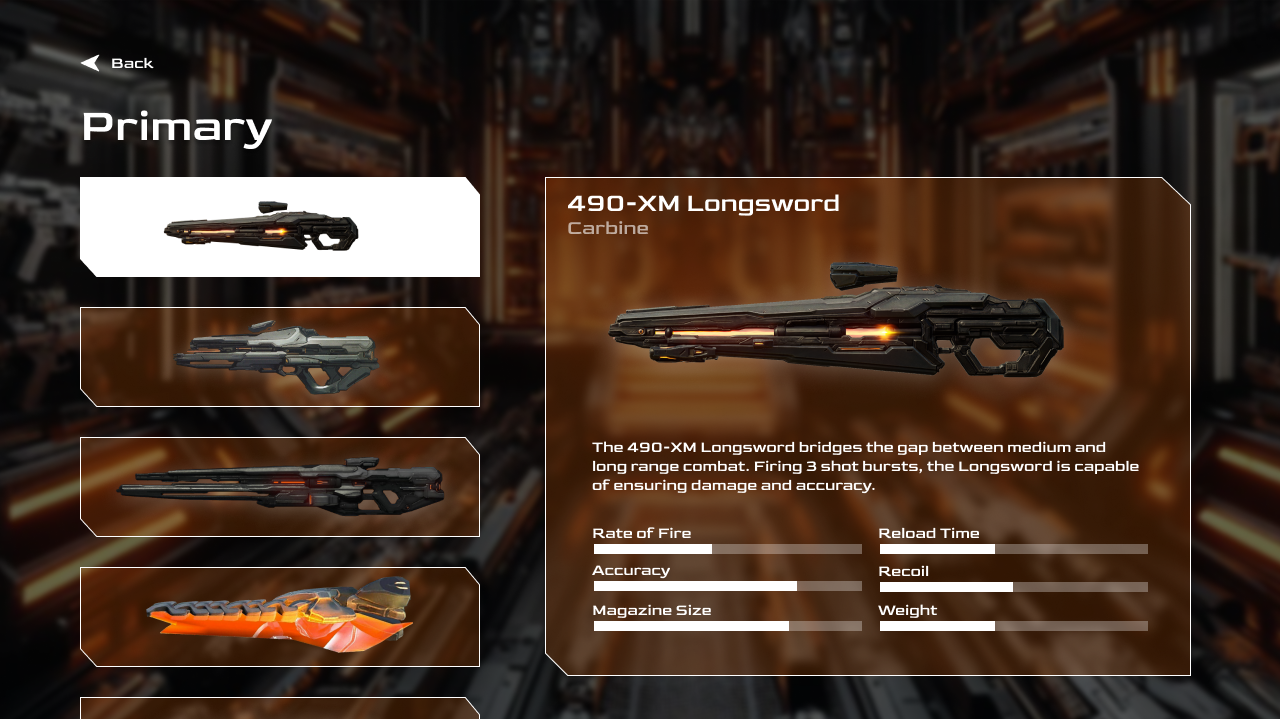 Back
Primary
490-XM Longsword
Carbine
The 490-XM Longsword bridges the gap between medium and
long range combat. Firing 3 shot bursts, the Longsword is capable
of ensuring damage and accuracy.
Rate of Fire
Reload Time
Accuracy
Recoil
Magazine Size
Weight